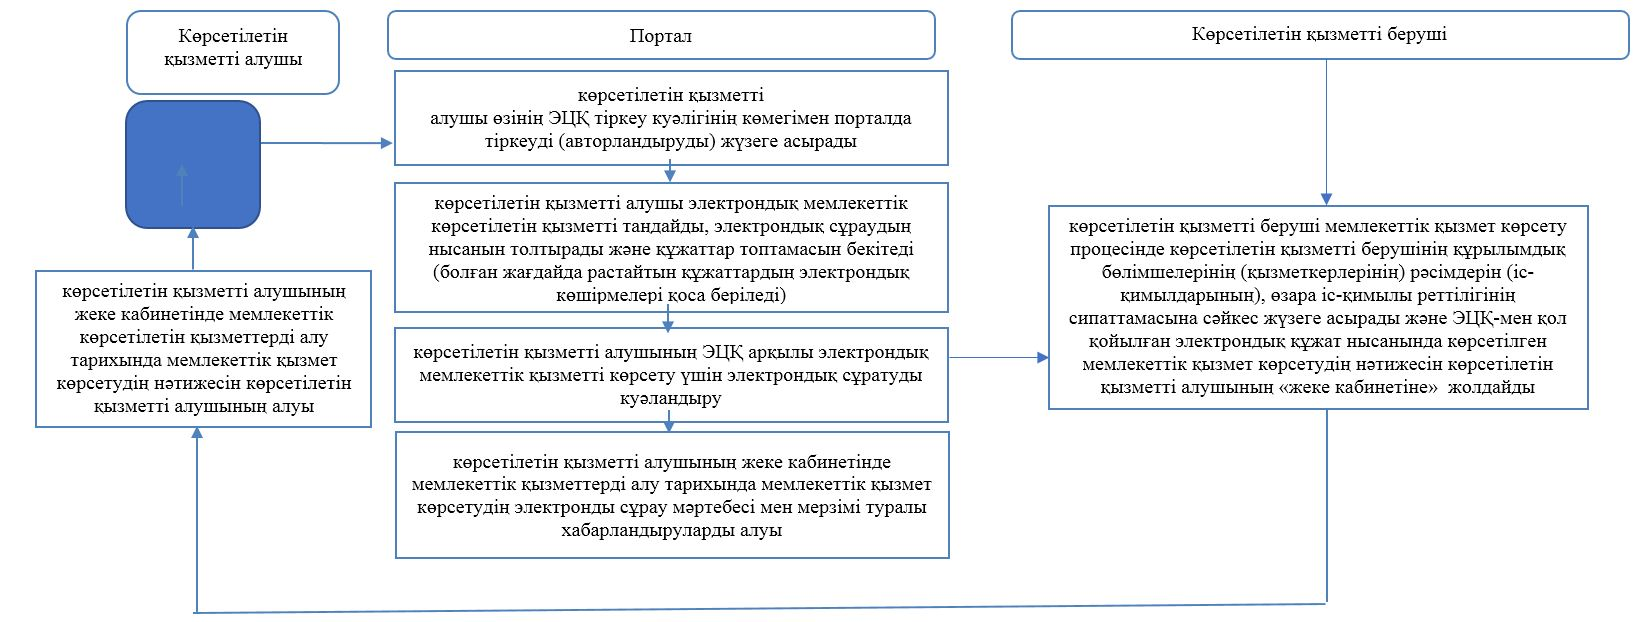 Көрсетілетін
қызметті алушы
Портал
Көрсетілетін қызметті беруші
көрсетілетін қызметті
алушы өзінің ЭЦҚ тіркеу куәлігінің көмегімен порталда
тіркеуді (авторландыруды) жүзеге асырады
көрсетілетін қызметті алушы электрондық мемлекеттік
көрсетілетін қызметті тандайды, электрондық сұраудың
нысанын толтырады және құжаттар топтамасын бекітеді
(болған жағдайда растайтын құжаттардың электрондық
көшірмелері қоса беріледі)
көрсетілетін қызметті алушының ЭЦҚ арқылы электрондық
мемлекеттік қызметті көрсету үшін электрондық сұратуды
куәландыру
көрсетілетін қызметті алушының жеке кабинетінде
мемлекеттік қызметтерді алу тарихында мемлекеттік қызмет
көрсетудің электронды сұрау мәртебесі мен мерзімі туралы
хабарландыруларды алуы
көрсетілетін қызметті беруші мемлекеттік қызмет көрсету
процесінде көрсетілетін қызметті берушінің құрылымдық
бөлімшелерінің (қызметкерлерінің) рәсімдерін (іс-
қимылдарының), өзара іс-қимылы реттілігінің
сипаттамасына сәйкес жүзеге асырады және ЭЦҚ-мен қол
қойылған электрондық құжат нысанында көрсетілген
мемлекеттік қызмет көрсетудің нәтижесін көрсетілетін
қызметті алушының «жеке кабинетіне» жолдайды
көрсетілетін қызметті алушының
жеке кабинетінде мемлекеттік
көрсетілетін қызметтерді алу
тарихында мемлекеттік қызмет
көрсетудің нәтижесін көрсетілетін
қызметті алушының алуы